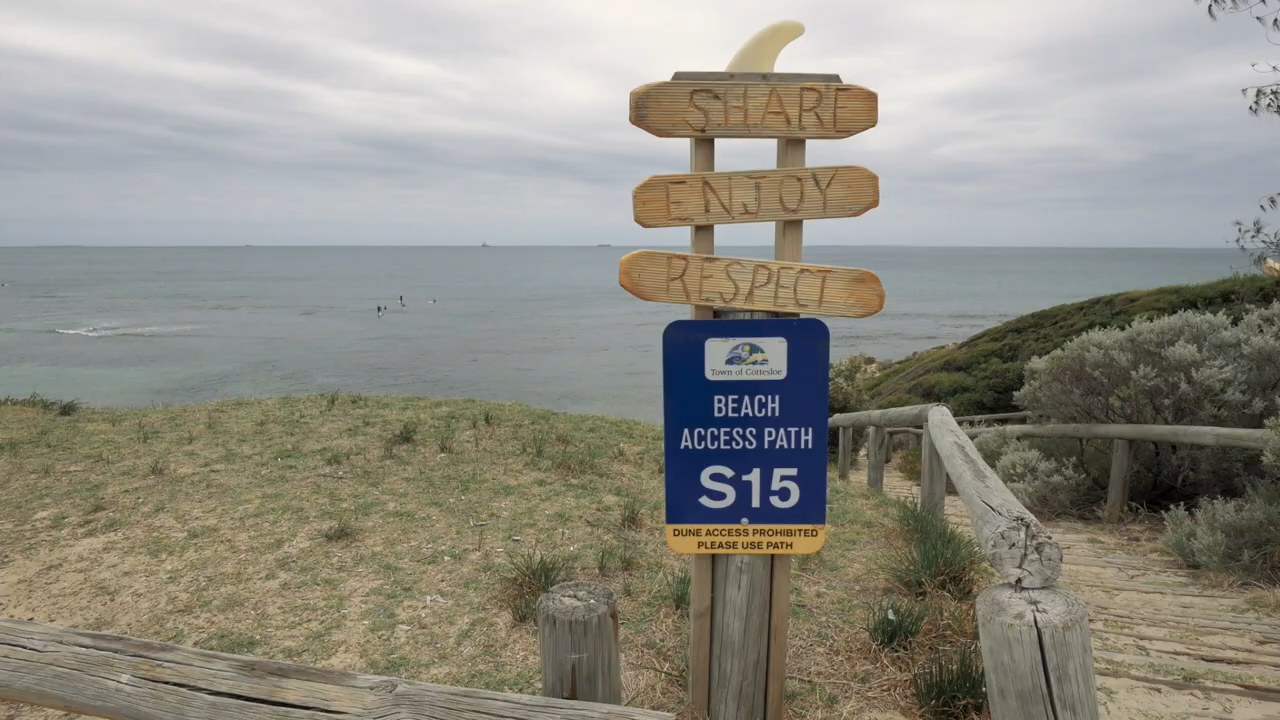 SHARE
ENJOY
RESPECT
Town of Cottesloe
BEACH
ACCESS PATH
S15
DUNE ACCESS PROHIBITED
PLEASE USE PATH